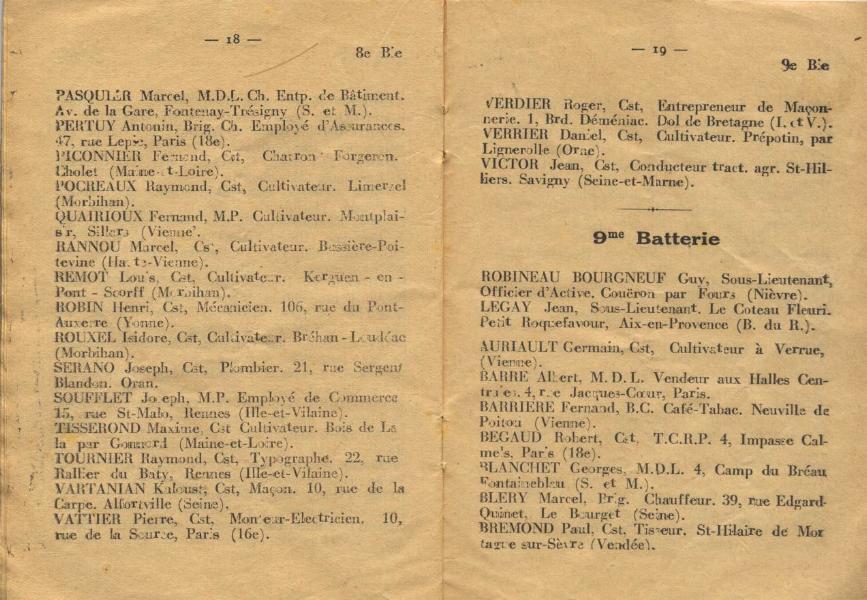 — 18 —
8e B.ie
PASQUIER Marcel, M.D.L. Ch. Entp. de Bâtiment.
Av. de la Gare, Fontenay-Trésigny (S. et M.).
PERTUY Antonin, Brig. Ch. Employé d'Assurances.
47, rue Lepic, Paris (18e).
PICONNIER Fernand, Cst, Charron - Forgeron.
Cholet (Maine-et-Loire).
POCREAUX Raymond, Cst, Cultivateur. Limerzel
(Morbihan).
QUAIRIOUX Fernand, M.P. Cultivateur. Montplai-
sir, Sillars (Vienne).
RANNOU Marcel, Cst, Cultivateur. Bussière-Poi-
tevine (Haute-Vienne).
REMOT Louis, Cst, Cultivateur. Kerguen - en -
Pont - Scorff (Morbihan).
ROBIN Henri, Cst, Mécanicien. 106, rue du Pont-
Auxerre (Yonne).
ROUXEL Isidore, Cst, Cultivateur. Bréhan - Loudéac
(Morbihan).
SERANO Joseph, Cst, Plombier. 21, rue Sergent
Blandon. Oran.
SOUFFLET Joseph, M.P. Employé de Commerce
15, rue St-Malo, Rennes (Ille-et-Vilaine).
TISSEROND Maxime, Cst Cultivateur. Bois de La
la par Gonnord (Maine-et-Loire).
TOURNIER Raymond, Cst, Typographe. 22, rue
Rallier du Baty, Rennes (Ille-et-Vilaine).
VARTANIAN Kaloust, Cst, Maçon. 10, rue de la
Carpe. Alfortville (Seine).
VATTIER Pierre, Cst, Monteur-Electricien. 10,
rue de la Source, Paris (16e).
— 19 —
9e B.ie
VERDIER Roger, Cst, Entrepreneur de Maçon-
nerie. 1, Brd. Déméniac. Dol de Bretagne (I. et V.).
VERRIER Daniel, Cst, Cultivateur. Prépotin, par
Lignerolle (Orne).
VICTOR Jean, Cst, Conducteur tract. agr. St-Hil-
liers. Savigny (Seine-et-Marne).
9me Batterie
ROBINEAU BOURGNEUF Guy, Sous-Lieutenant,
Officier d'Active. Couëron par Fours (Nièvre).
LEGAY Jean, Sous-Lieutenant. Le Coteau Fleuri.
Petit Roquefavour, Aix-en-Provence (B. du R.).
AURIAULT Germain, Cst, Cultivateur à Verrue,
(Vienne).
BARRE Albert, M. D. L. Vendeur aux Halles Cen-
trales. 4, rue Jacques-Cœur, Paris.
BARRIERE Fernand, B.C. Café-Tabac. Neuville de
Poitou (Vienne).
BEGAUD Robert, Cst, T.C.R.P. 4, Impasse Cal-
mels, Paris (18e).
BLANCHET Georges, M.D.L. 4, Camp du Bréau
Fontainebleau (S. et M.).
BLERY Marcel, Brig. Chauffeur. 39, rue Edgard-
Quinet, Le Bourget (Seine).
BREMOND Paul, Cst, Tisseur. St-Hilaire de Mor
tagne sur-Sèvre (Vendée).